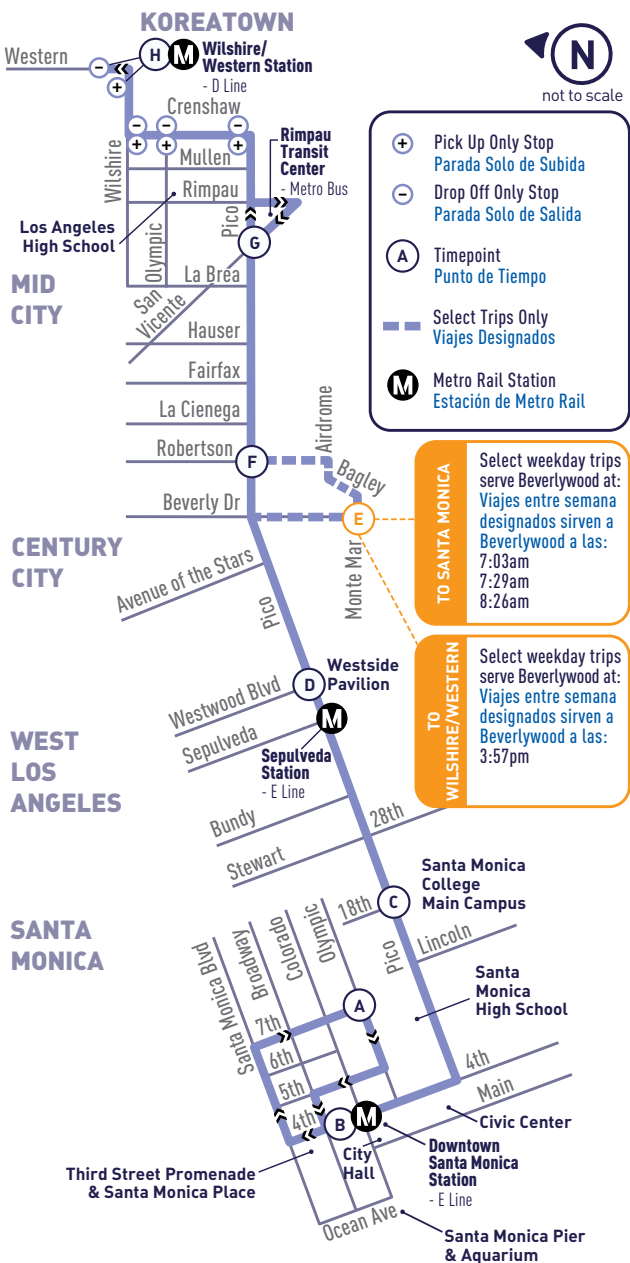 KOREATOWN
Western
H
M
Wilshire/
Western Station
- D Line
N
not to scale
Crenshaw
Mullen
Rimpau
Wilshire
Olympic
Pico
Rimpau
Transit
Center
- Metro Bus
Los Angeles
High School
G
La Brea
San
Vicente
MID
CITY
Hauser
Fairfax
La Cienega
Robertson
F
Airdrome
Bagley
Beverly Dr
E
Monte Mar
+ Pick Up Only Stop
Parada Solo de Subida
− Drop Off Only Stop
Parada Solo de Salida
A Timepoint
Punto de Tiempo
Select Trips Only
Viajes Designados
M Metro Rail Station
Estación de Metro Rail
TO SANTA MONICA
Select weekday trips
serve Beverlywood at:
Viajes entre semana
designados sirven a
Beverlywood a las:
7:03am
7:29am
8:26am
TO
WILSHIRE/WESTERN
Select weekday trips
serve Beverlywood at:
Viajes entre semana
designados sirven a
Beverlywood a las:
3:57pm
CENTURY
CITY
Avenue of the Stars
Pico
Westwood Blvd
D
Westside
Pavilion
M
Sepulveda
Sepulveda
Station
- E Line
WEST
LOS
ANGELES
Bundy
28th
Stewart
Santa Monica
College
Main Campus
18th
C
Pico
Lincoln
SANTA
MONICA
Santa Monica Blvd
Broadway
Colorado
Olympic
Santa
Monica
High School
A
7th
6th
5th
4th
4th
Main
B
M
City
Hall
Civic Center
Downtown
Santa Monica
Station
- E Line
Third Street Promenade
& Santa Monica Place
Ocean Ave
Santa Monica Pier
& Aquarium